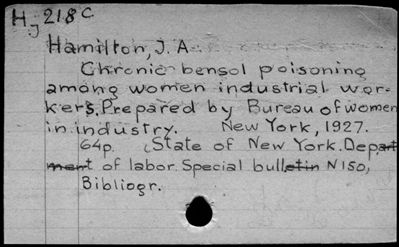 Hj 218c
Hamilton, J. A.
Chronic bensol poisoning
among women industrial wor-
kers. Prepared by Bureau of women
in industry. New York, 1927.
64p. (State of New York. Depart
ment of labor. Special bulletin N 150,
Bibliogr.